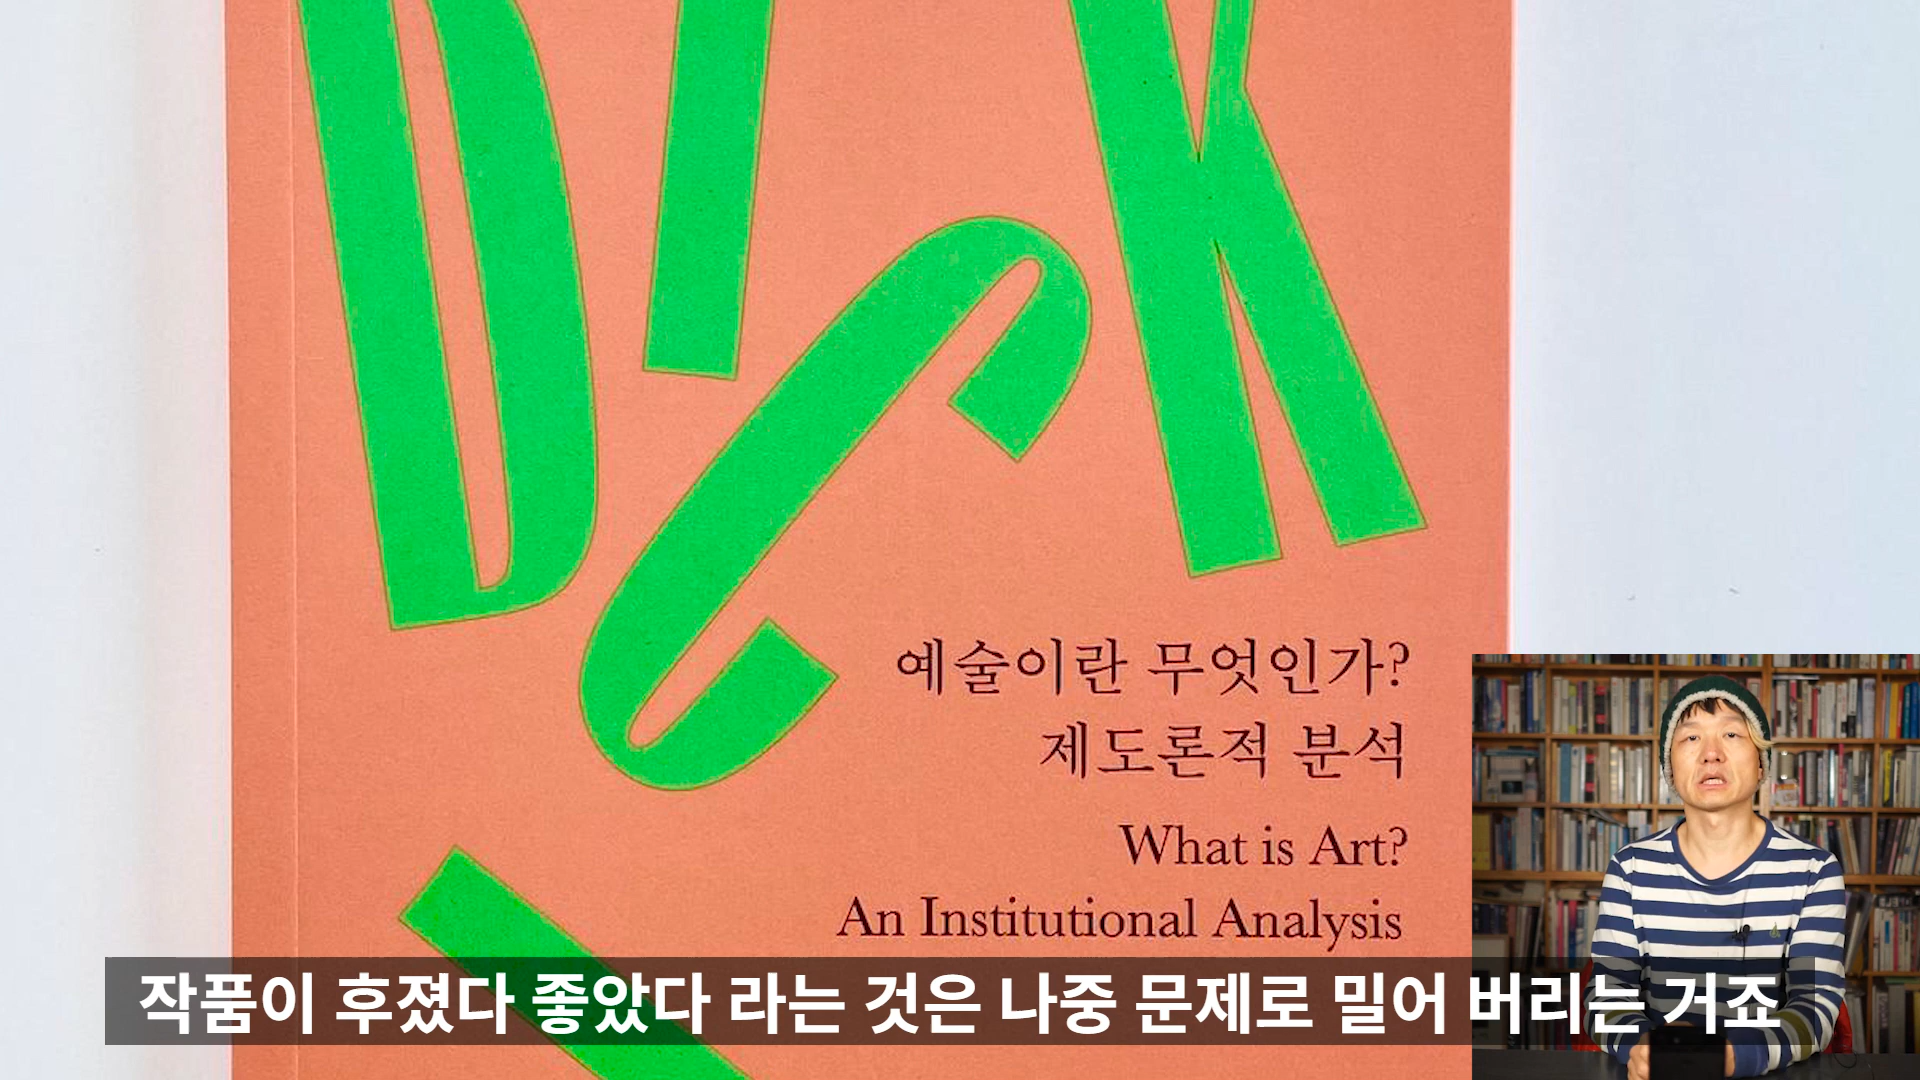 DICK
예술이란 무엇인가?
제도론적 분석
What is Art?
An Institutional Analysis
작품이 후졌다 좋았다 라는 것은 나중 문제로 밀어 버리는 거죠